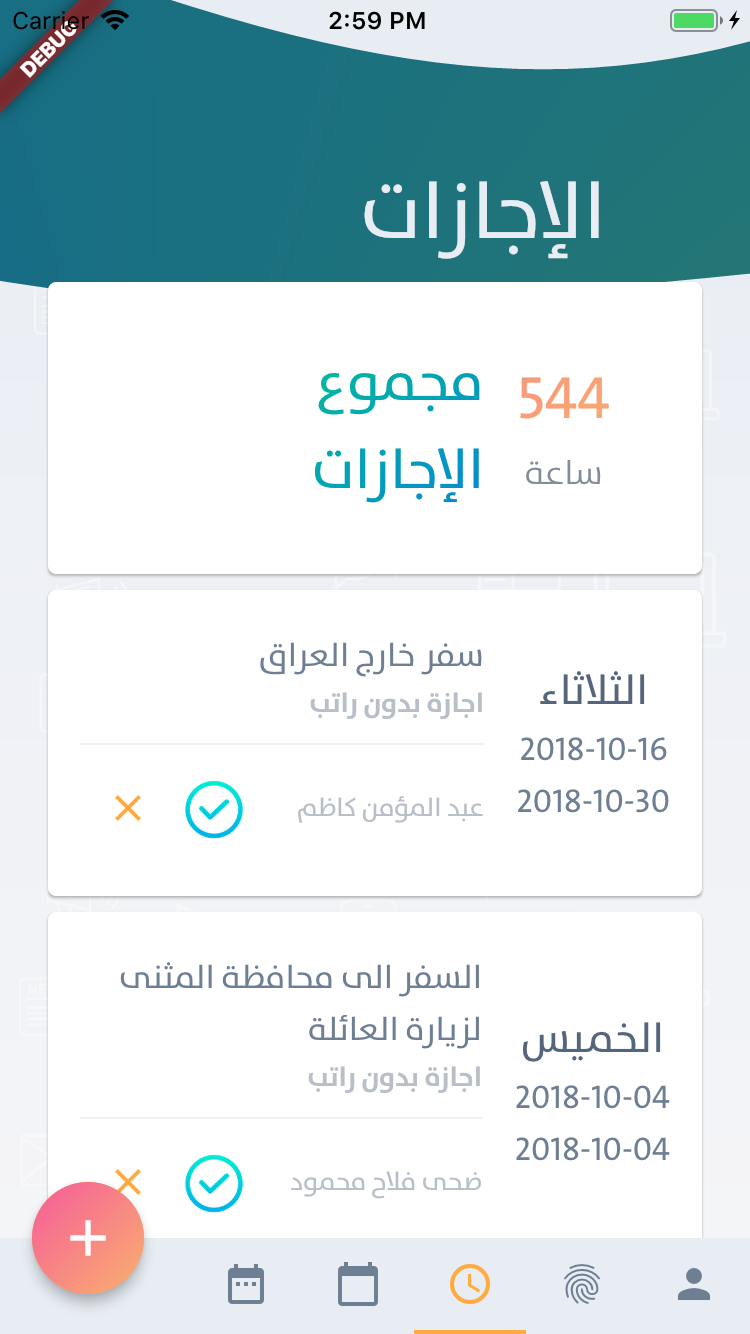 Carrier
2:59 PM
DEBUG
الإجازات
544
ساعة
مجموع
الإجازات
الثلاثاء
2018-10-16
2018-10-30
سفر خارج العراق
اجازة بدون راتب
عبد المؤمن كاظم
الخميس
2018-10-04
2018-10-04
السفر الى محافظة المثنى
لزيارة العائلة
اجازة بدون راتب
ضحى فلاح محمود